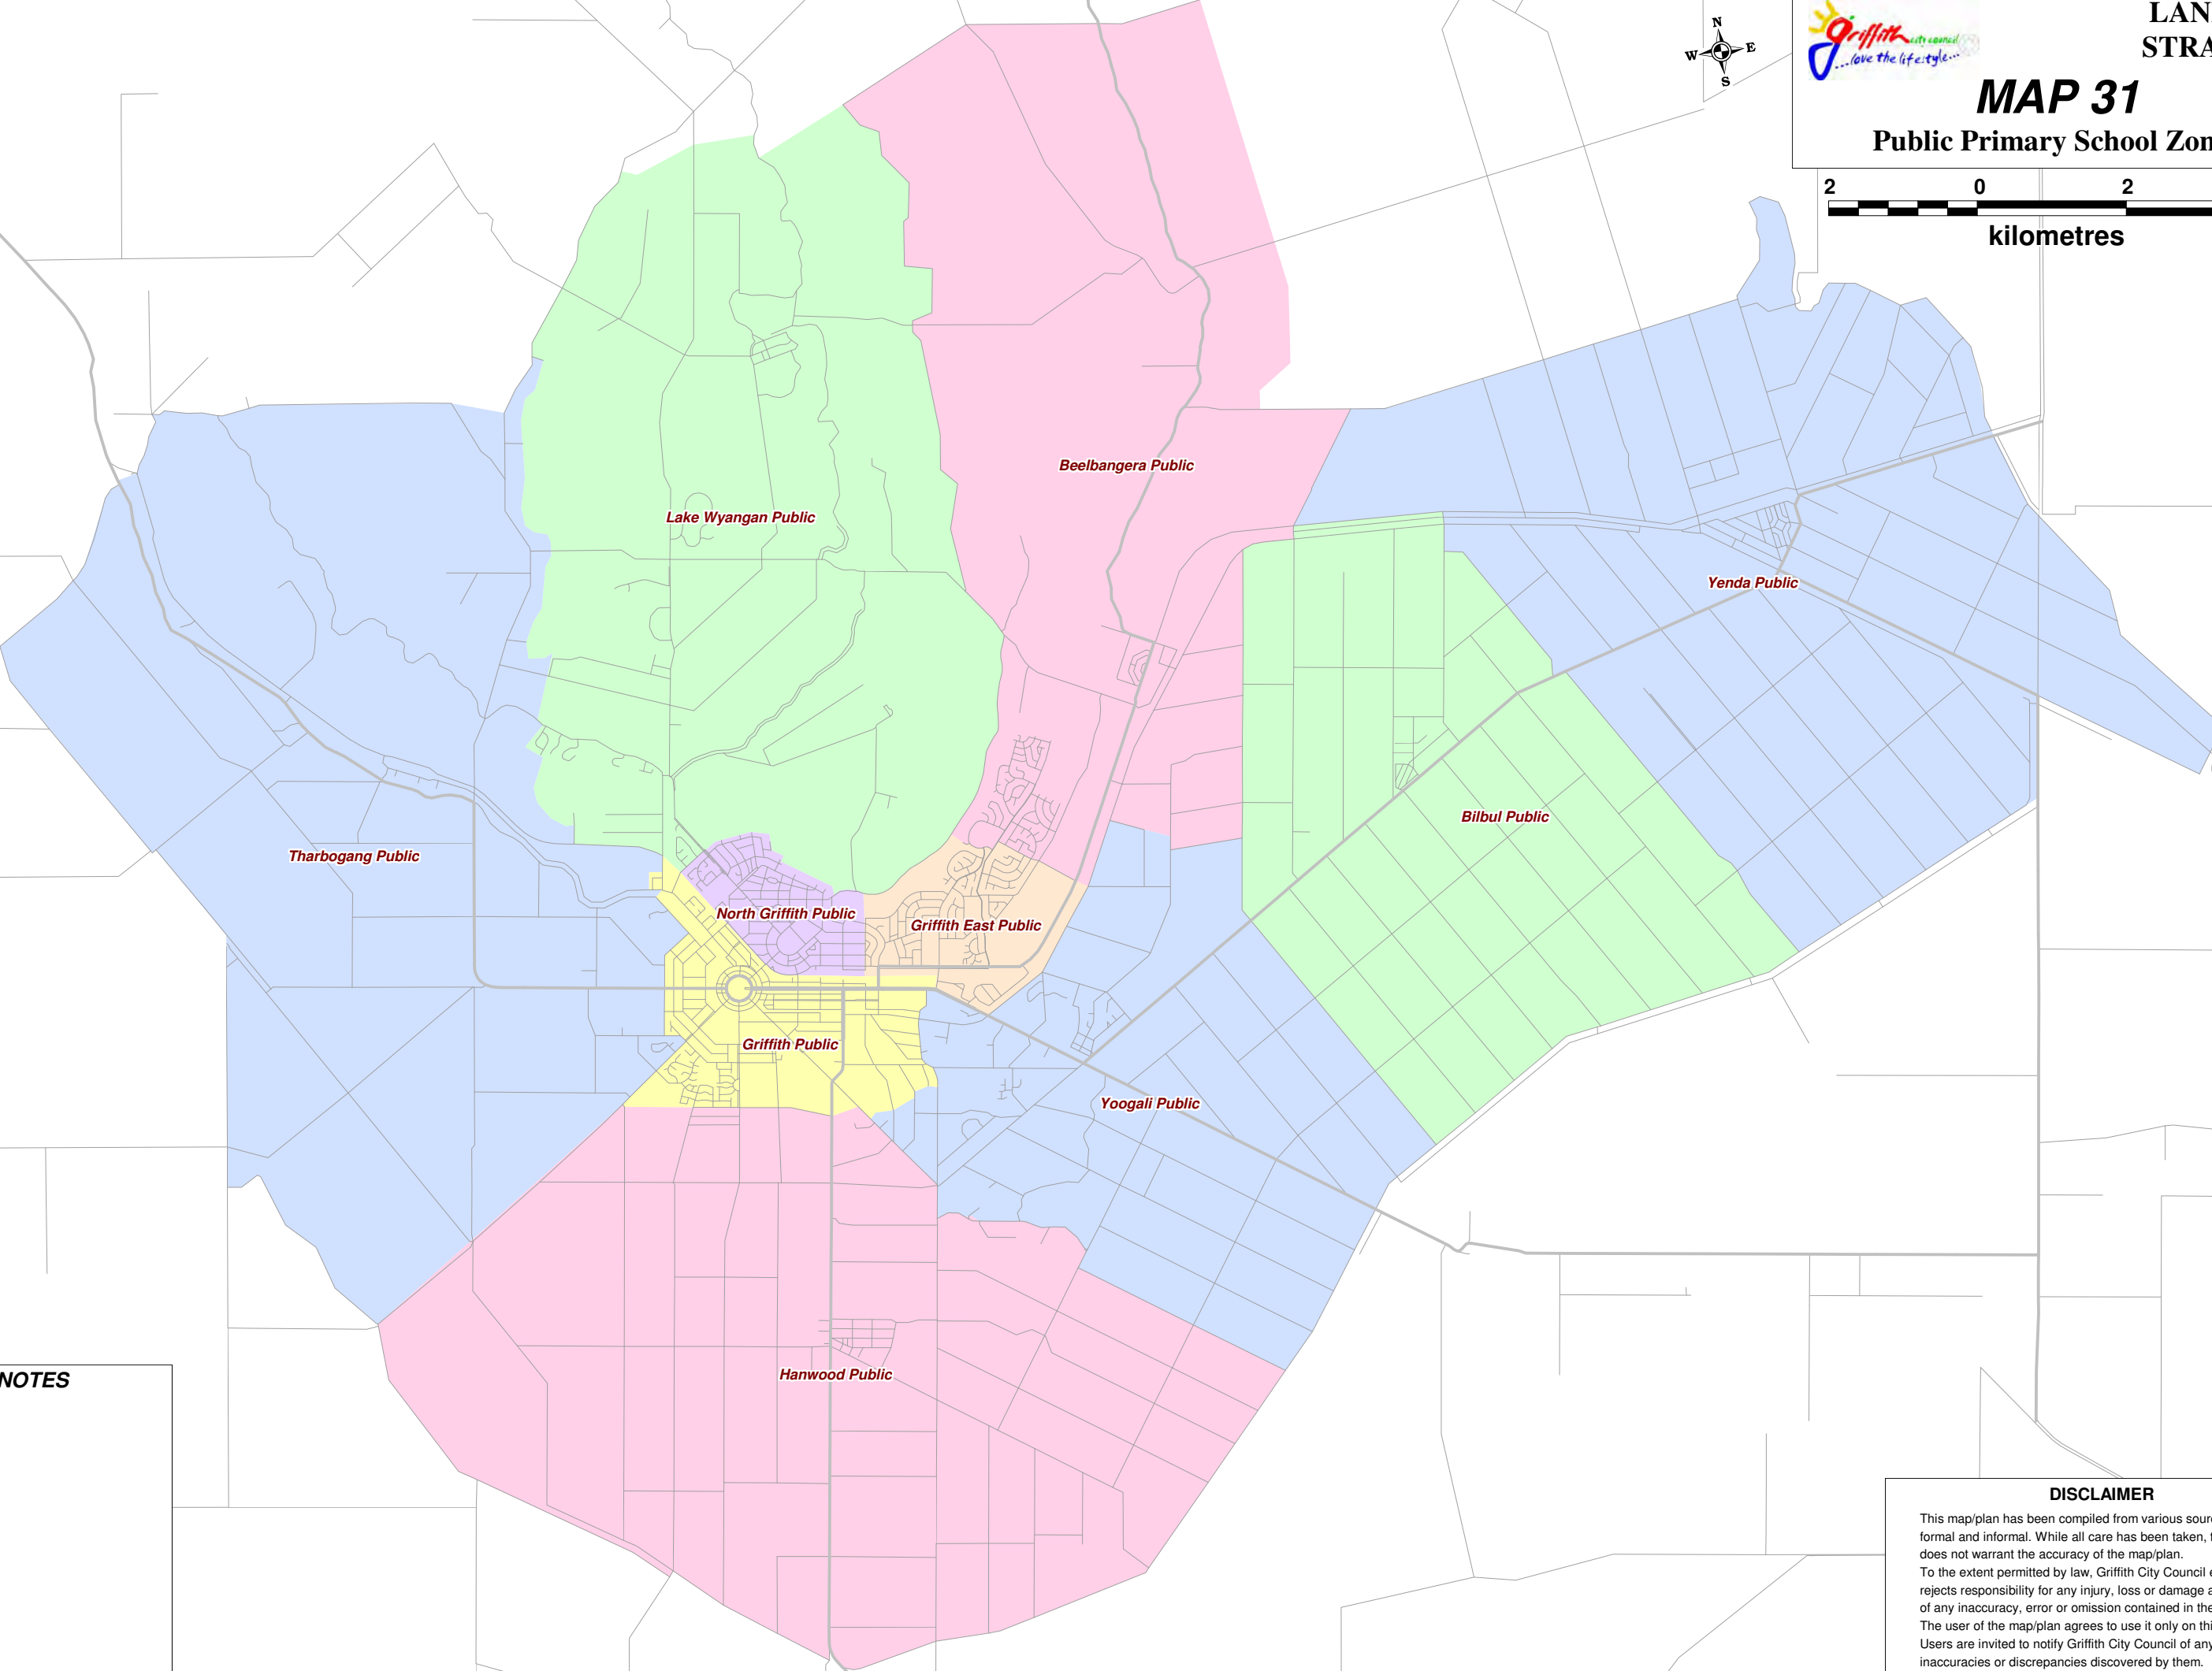 N
W E
S
Griffith city council
...love the lifestyle...
LAN
STRA
MAP 31
Public Primary School Zon
2 0 2
kilometres
Beelbangera Public
Lake Wyangan Public
Yenda Public
Bilbul Public
Tharbogang Public
North Griffith Public
Griffith East Public
Griffith Public
Yoogali Public
Hanwood Public
NOTES
DISCLAIMER
This map/plan has been compiled from various sour
formal and informal. While all care has been taken,
does not warrant the accuracy of the map/plan.
To the extent permitted by law, Griffith City Council e
rejects responsibility for any injury, loss or damage a
of any inaccuracy, error or omission contained in the
The user of the map/plan agrees to use it only on thi
Users are invited to notify Griffith City Council of any
inaccuracies or discrepancies discovered by them.